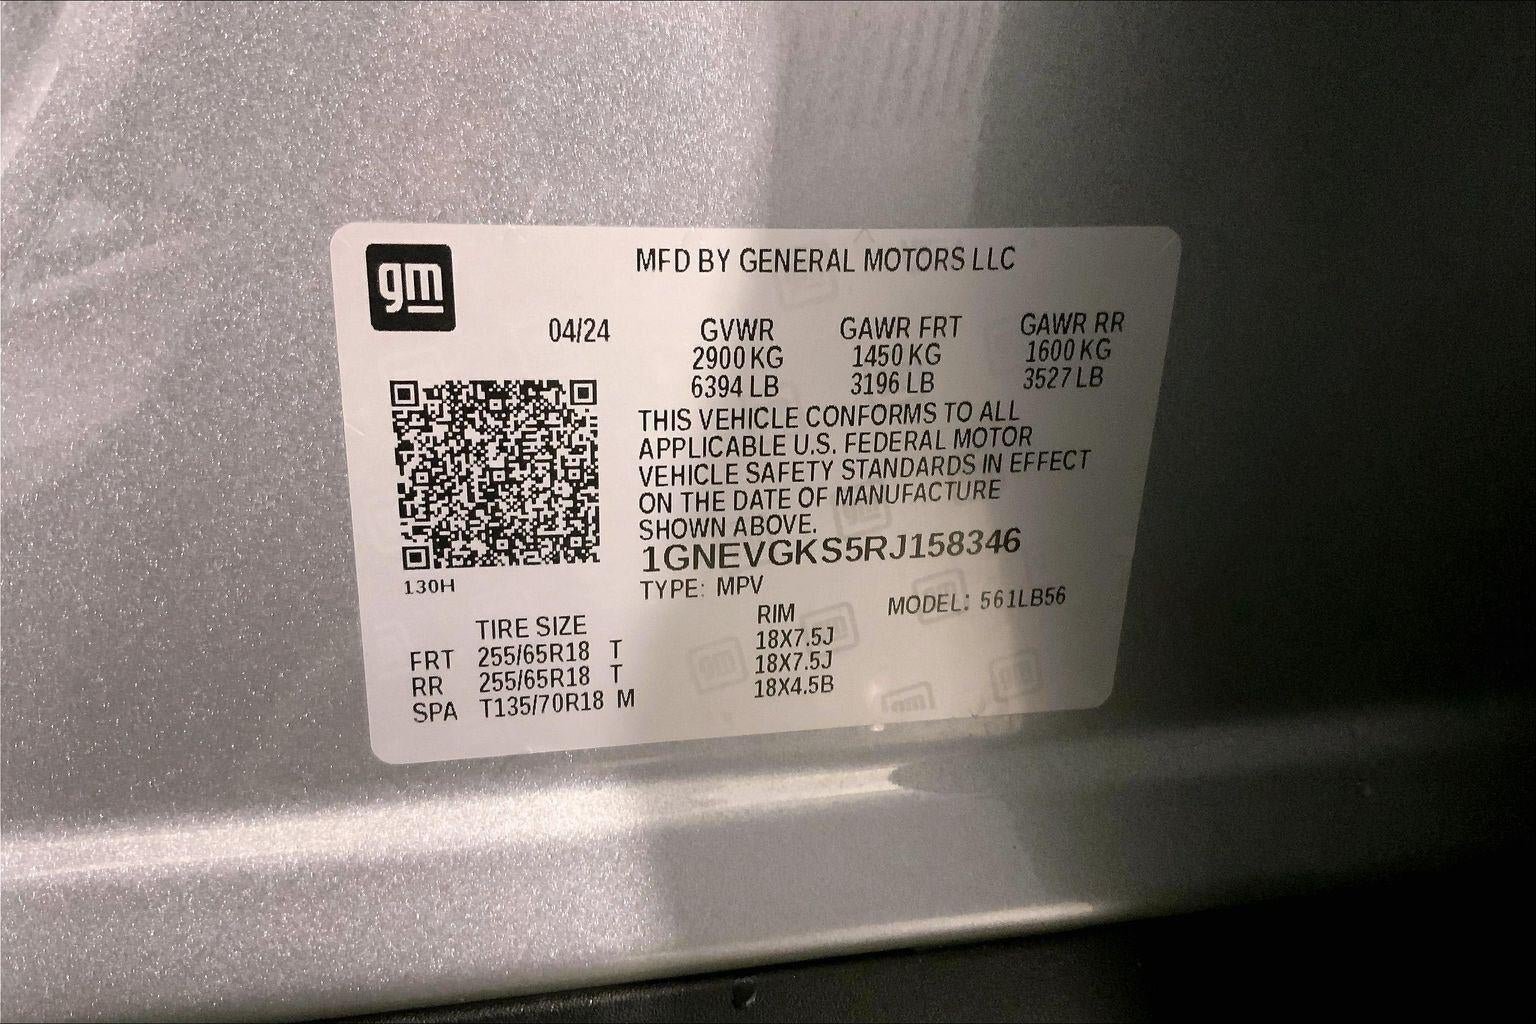 gm
MFD BY GENERAL MOTORS LLC
04/24 GVWR GAWR FRT GAWR RR
2900 KG 1450 KG 1600 KG
6394 LB 3196 LB 3527 LB
THIS VEHICLE CONFORMS TO ALL
APPLICABLE U.S. FEDERAL MOTOR
VEHICLE SAFETY STANDARDS IN EFFECT
ON THE DATE OF MANUFACTURE
SHOWN ABOVE.
1GNEVGKS5RJ158346
130H
TYPE: MPV
MODEL: 561LB56
TIRE SIZE RIM
FRT 255/65R18 T 18X7.5J
RR 255/65R18 T 18X7.5J
SPA T135/70R18 M 18X4.5B